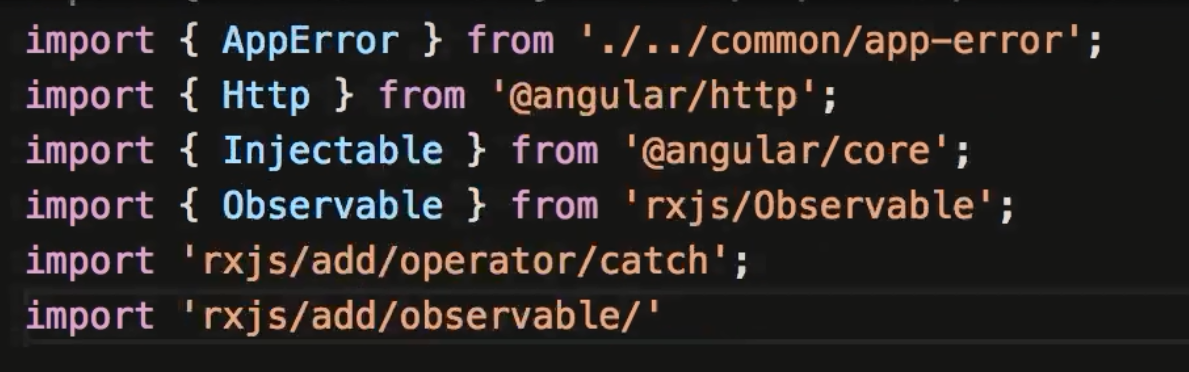 import { AppError } from './../common/app-error';
import { Http } from '@angular/http';
import { Injectable } from '@angular/core';
import { Observable } from 'rxjs/Observable';
import 'rxjs/add/operator/catch';
import 'rxjs/add/observable/'